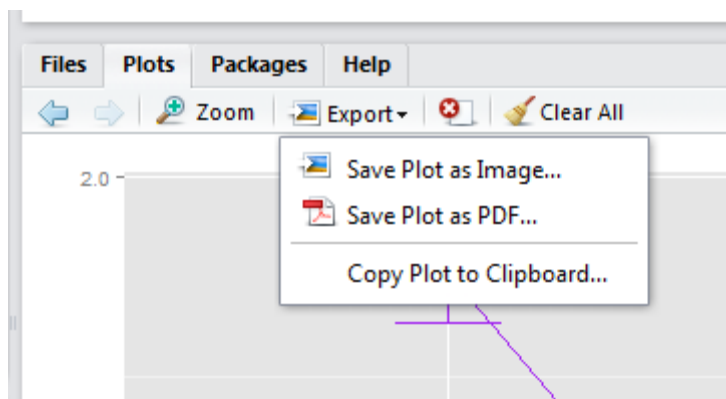 Files Plots Packages Help
Zoom Export Clear All
Save Plot as Image...
2.0
Save Plot as PDF...
Copy Plot to Clipboard...